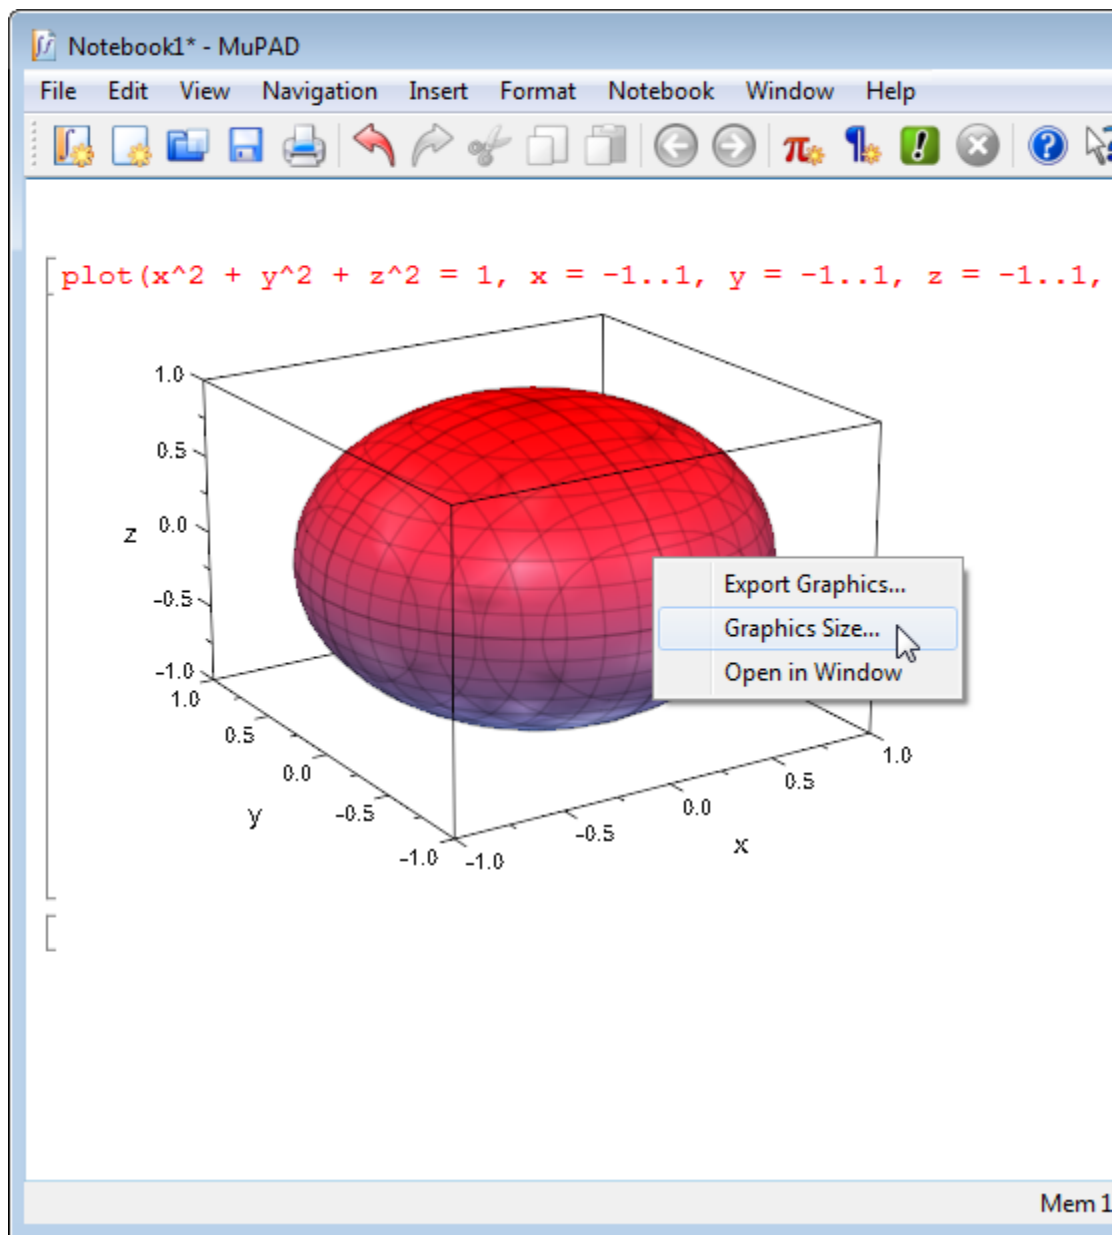 Notebook1* - MuPAD
File Edit View Navigation Insert Format Notebook Window Help
plot(x^2 + y^2 + z^2 = 1, x = -1..1, y = -1..1, z = -1..1,
1.0
0.5
z 0.0
-0.5
-1.0
1.0
0.5
0.0
y -0.5
-1.0
-1.0
-0.5
0.0
x
0.5
1.0
Export Graphics...
Graphics Size...
Open in Window
Mem 1